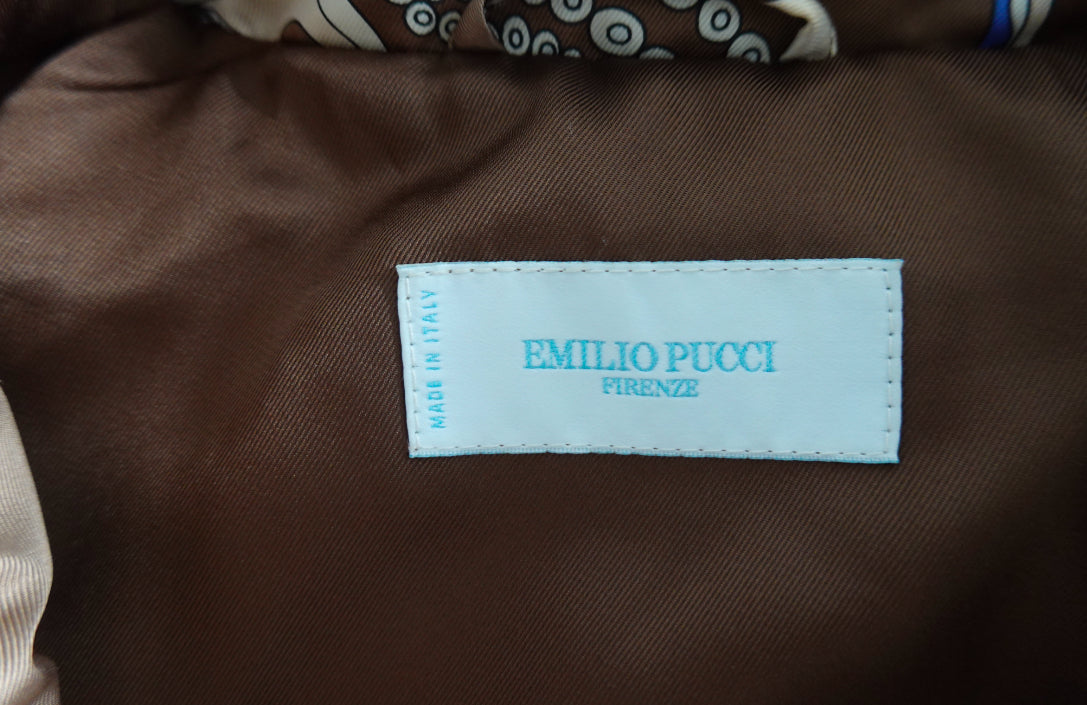 MADE IN ITALY
EMILIO PUCCI
FIRENZE